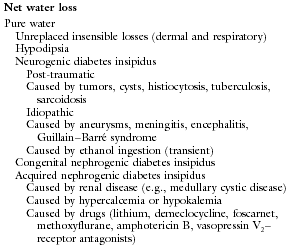 Net water loss
Pure water
Unreplaced insensible losses (dermal and respiratory)
Hypodipsia
Neurogenic diabetes insipidus
Post-traumatic
Caused by tumors, cysts, histiocytosis, tuberculosis,
sarcoidosis
Idiopathic
Caused by aneurysms, meningitis, encephalitis,
Guillain–Barré syndrome
Caused by ethanol ingestion (transient)
Congenital nephrogenic diabetes insipidus
Acquired nephrogenic diabetes insipidus
Caused by renal disease (e.g., medullary cystic disease)
Caused by hypercalcemia or hypokalemia
Caused by drugs (lithium, demeclocycline, foscarnet,
methoxyflurane, amphotericin B, vasopressin V₂–
receptor antagonists)